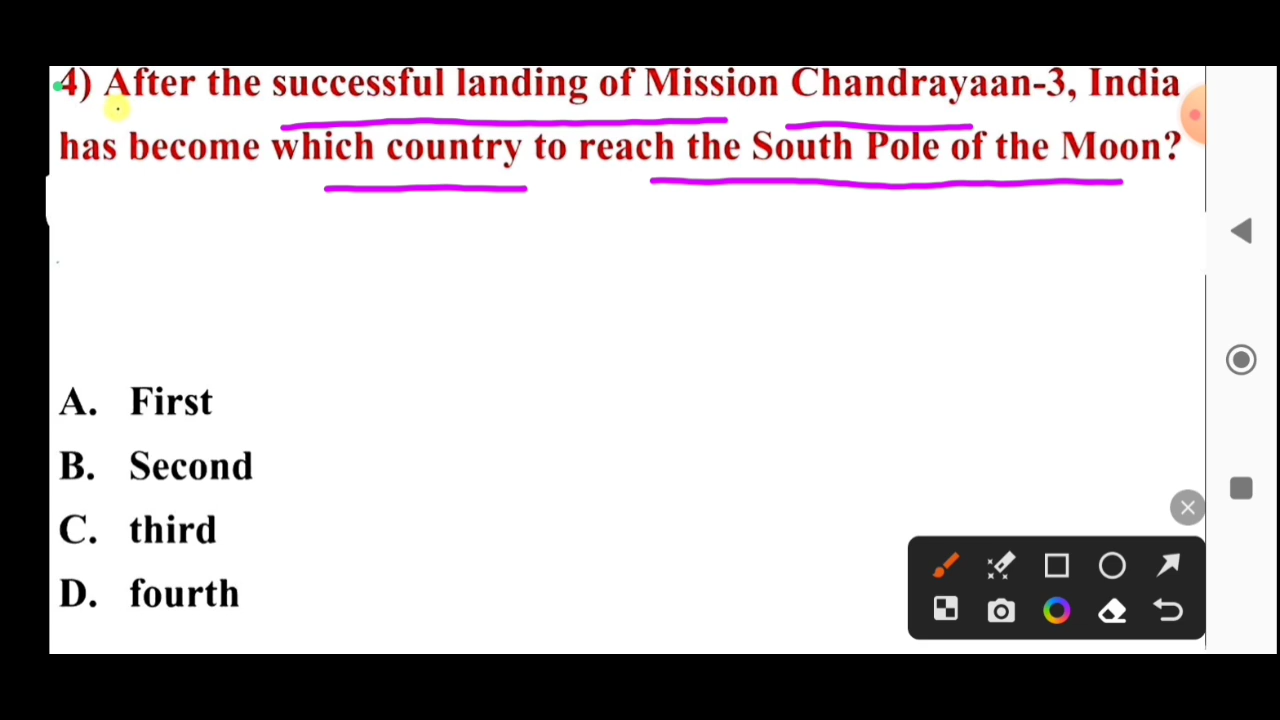 4) After the successful landing of Mission Chandrayaan-3, India
has become which country to reach the South Pole of the Moon?
A. First
B. Second
C. third
D. fourth